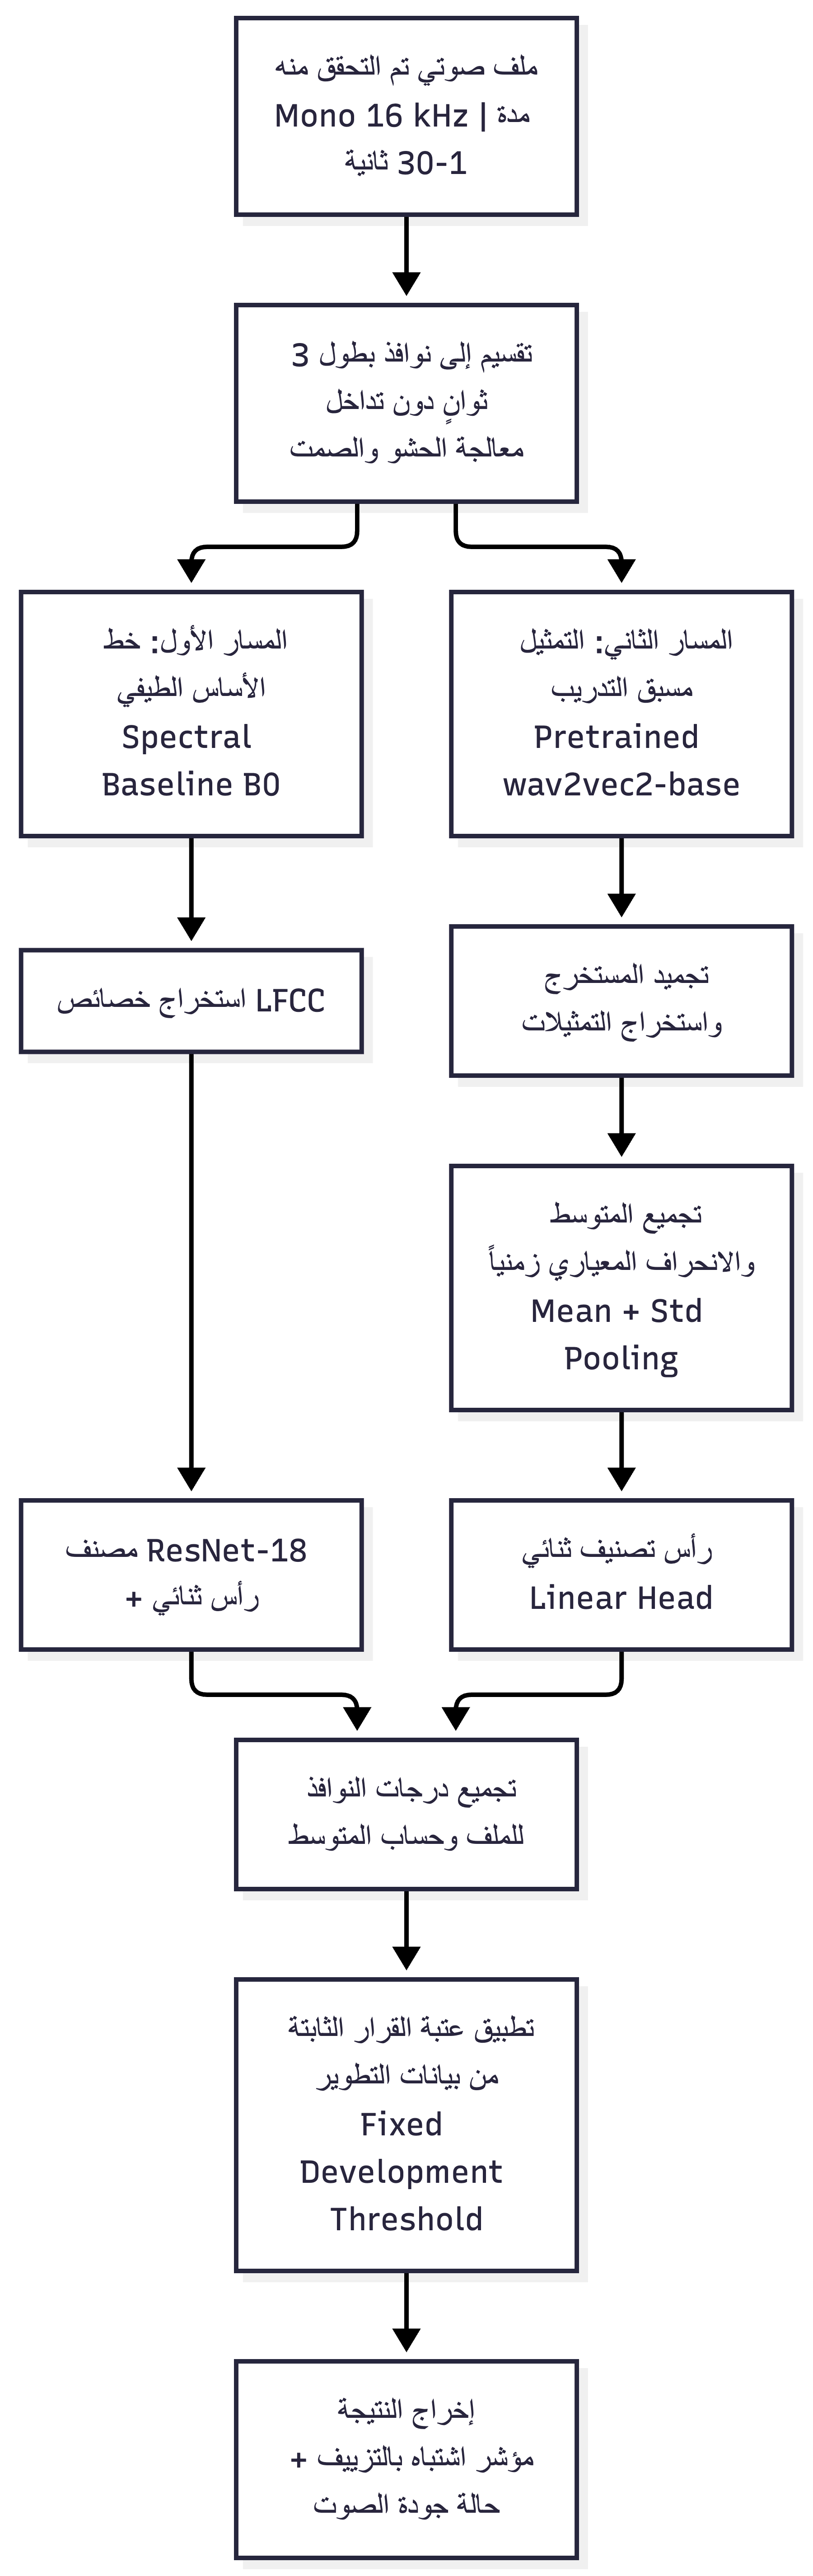 ملف صوتي تم التحقق منه
Mono 16 kHz | مدة
30-1 ثانية
تقسيم إلى نوافذ بطول 3
ثوانٍ دون تداخل
معالجة الحشو والصمت
المسار الأول: خط
الأساس الطيفي
Spectral
Baseline B0
المسار الثاني: التمثيل
مسبق التدريب
Pretrained
wav2vec2-base
استخراج خصائص LFCC
تجميد المستخرج
واستخراج التمثيلات
تجميع المتوسط
والانحراف المعياري زمنياً
Mean + Std
Pooling
مصنف ResNet-18
+ رأس ثنائي
رأس تصنيف ثنائي
Linear Head
تجميع درجات النوافذ
للملف وحساب المتوسط
تطبيق عتبة القرار الثابتة
من بيانات التطوير
Fixed
Development
Threshold
إخراج النتيجة
مؤشر اشتباه بالتزييف +
حالة جودة الصوت